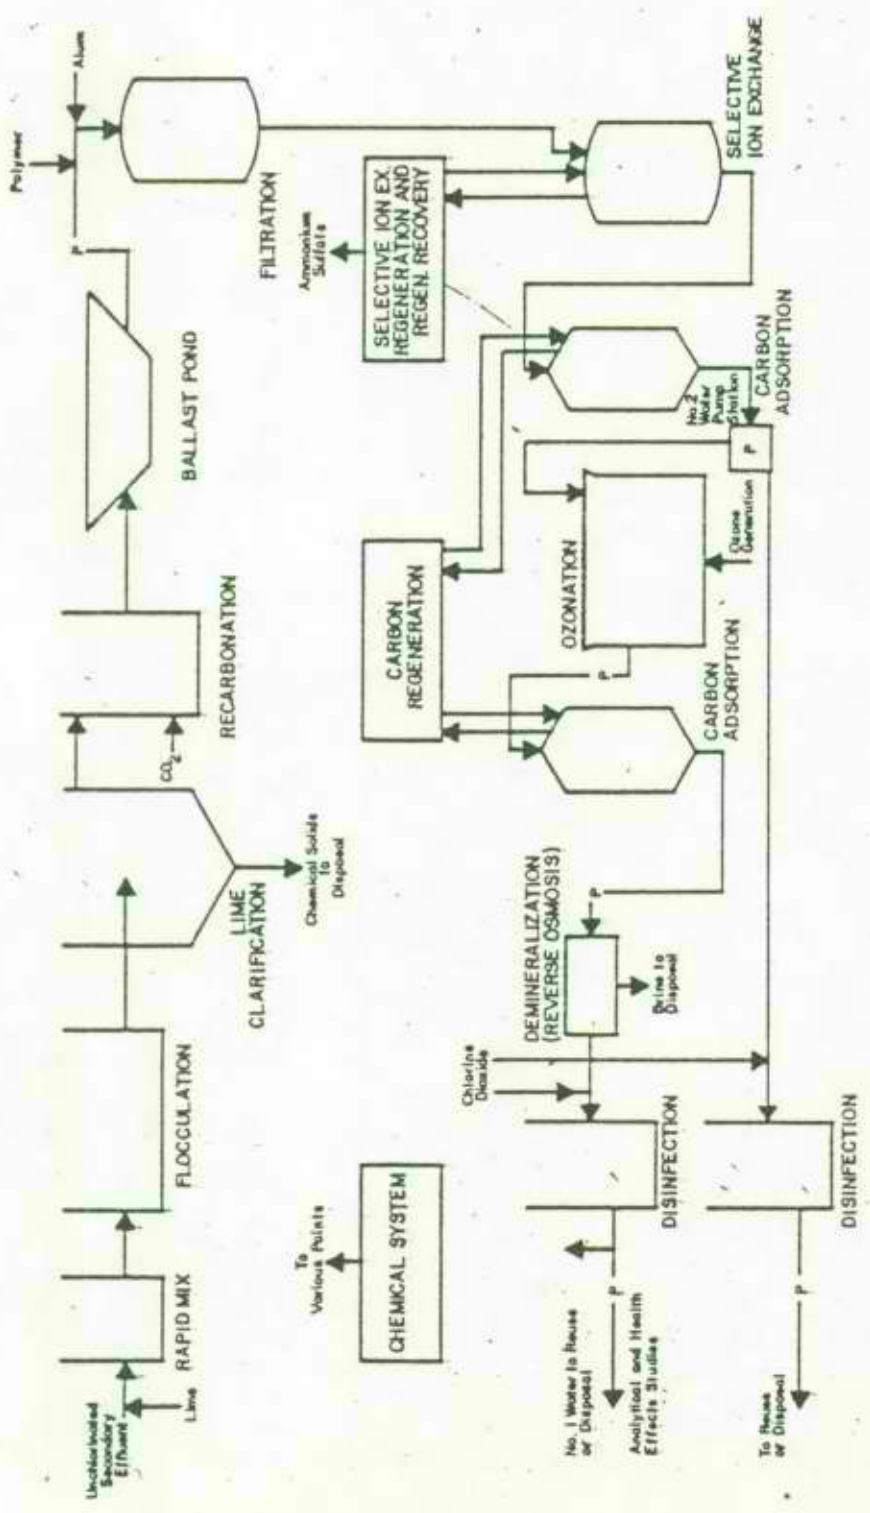 Unchlorinated
Secondary
Effluent
Lime
RAPID MIX
FLOCCULATION
LIME
CLARIFICATION
Chemical Solids
to
Disposal
CO2
RECARBONATION
BALLAST POND
P
Polymer
Alum
FILTRATION
SELECTIVE
ION EXCHANGE
Ammonium
Sulfate
SELECTIVE ION EX.
REGENERATION AND
REGEN. RECOVERY
CARBON
ADSORPTION
No. 2
Water
Pump
Station
P
CARBON
REGENERATION
OZONATION
Ozone
Generation
P
CARBON
ADSORPTION
P
DEMINERALIZATION
(REVERSE OSMOSIS)
Brine to
Disposal
Chlorine
Dioxide
DISINFECTION
P
No. 1 Water to Reuse
or Disposal
Analytical and Health
Effects Studies
DISINFECTION
P
To Reuse
or Disposal
To
Various Points
CHEMICAL SYSTEM